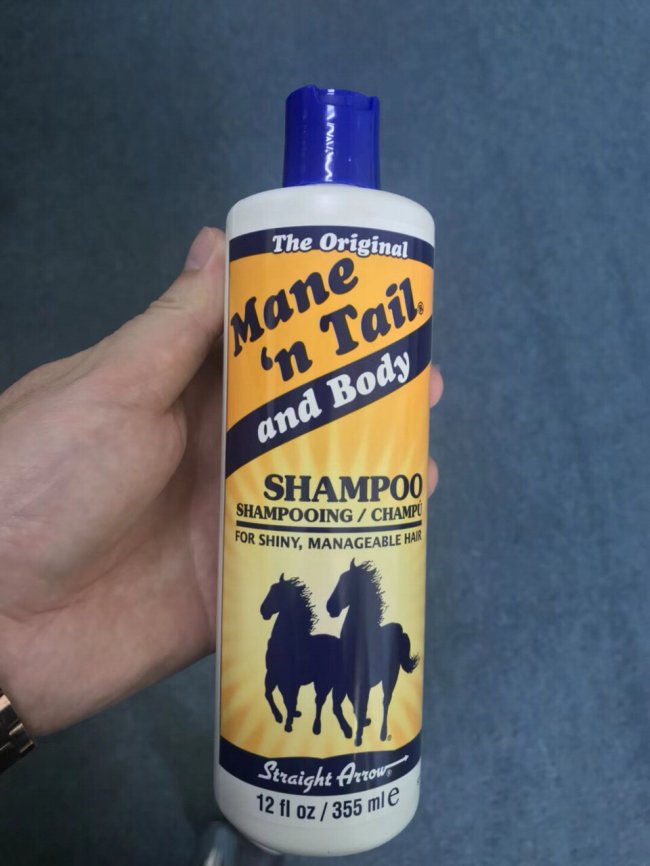 The Original
Mane
'n Tail®
and Body
SHAMPOO
SHAMPOOING / CHAMPÚ
FOR SHINY, MANAGEABLE HAIR
Straight Arrow®
12 fl oz / 355 ml e